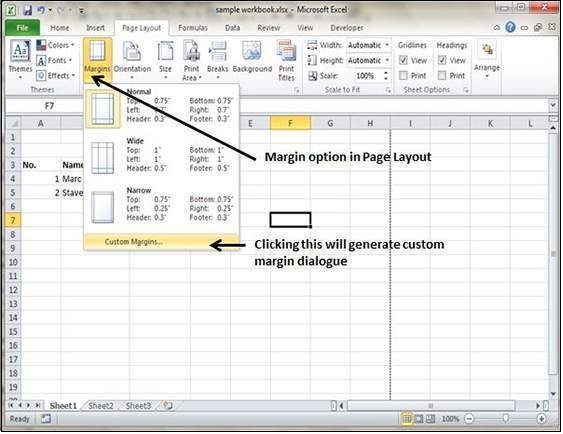 sample workbook.xlsx - Microsoft Excel
File Home Insert Page Layout Formulas Data Review View Developer
Colors Width: Automatic Gridlines Headings
Fonts Height: Automatic View View
Effects Scale: 100% Print Print
Themes Margins Orientation Size Print Area Breaks Background Print Titles Arrange
Themes Scale to Fit Sheet Options
F7
A E F G H I J K L
Normal
Top: 0.75" Bottom: 0.75"
Left: 0.7" Right: 0.7"
Header: 0.3" Footer: 0.3"
Wide
Top: 1" Bottom: 1"
Left: 1" Right: 1"
Header: 0.5" Footer: 0.5"
Narrow
Top: 0.75" Bottom: 0.75"
Left: 0.25" Right: 0.25"
Header: 0.3" Footer: 0.3"
Custom Margins...
Margin option in Page Layout
Clicking this will generate custom
margin dialogue
1
2
3 No. Name
4 1 Marc
5 2 Stave
6
7
8
9
10
11
12
13
14
15
16
17
18
19
Sheet1 Sheet2 Sheet3
Ready 100%